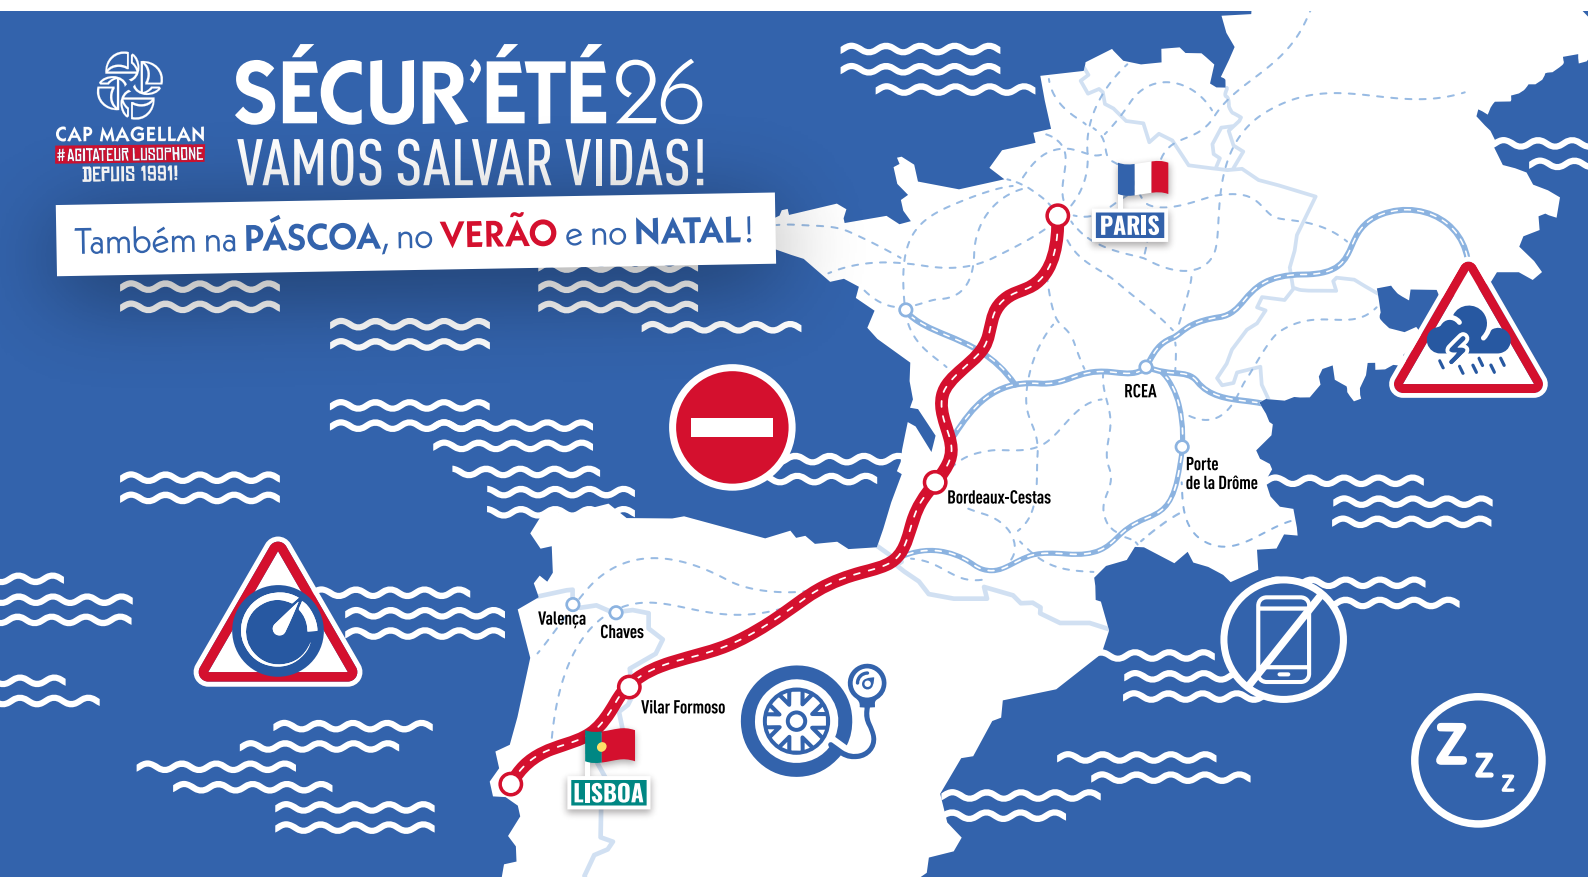 CAP MAGELLAN
#AGITATEUR LUSOPHONE
DEPUIS 1991!
SÉCUR'ÉTÉ26
VAMOS SALVAR VIDAS!
Também na PÁSCOA, no VERÃO e no NATAL!
PARIS
RCEA
Porte
de la Drôme
Bordeaux-Cestas
Valença
Chaves
Vilar Formoso
LISBOA
Z
Z
Z